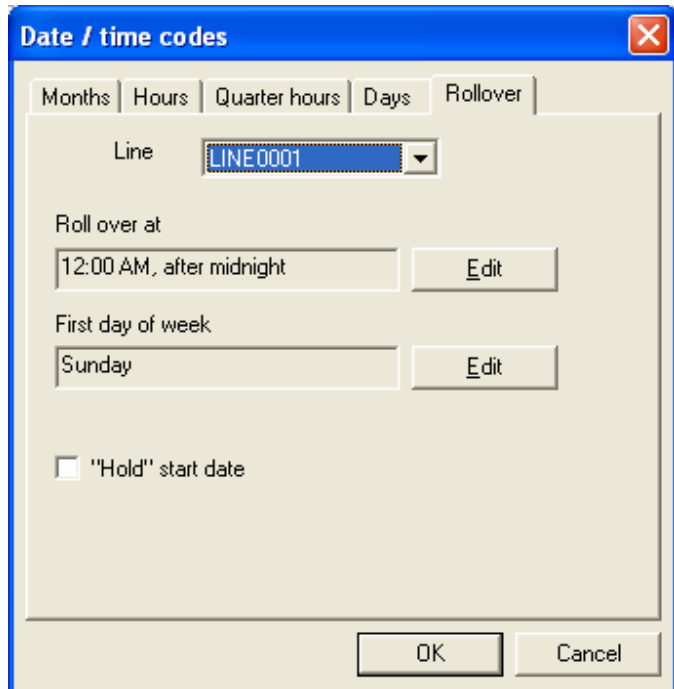 Date / time codes
Months Hours Quarter hours Days Rollover
Line LINE0001
Roll over at
12:00 AM, after midnight Edit
First day of week
Sunday Edit
"Hold" start date
OK Cancel